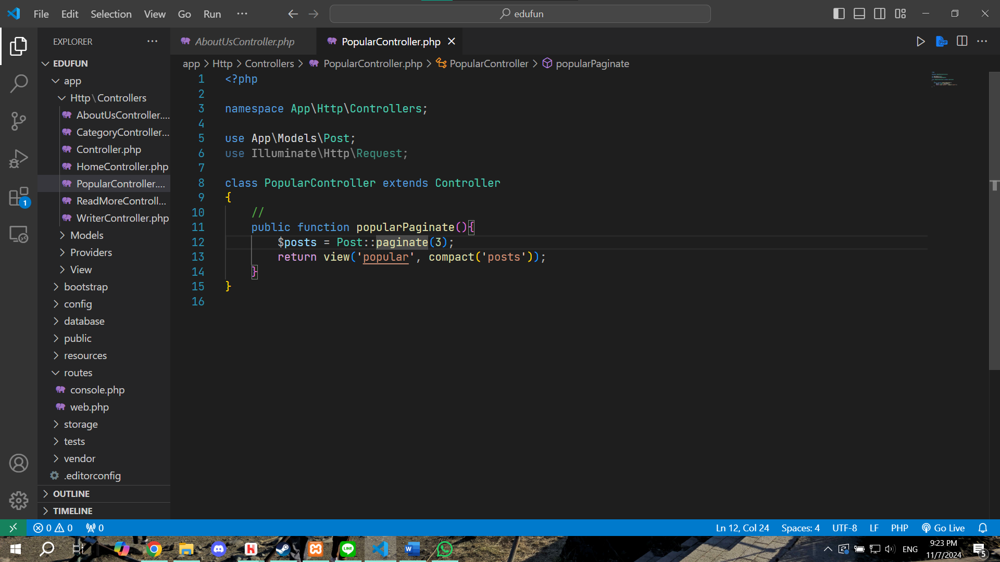 File Edit Selection View Go Run ···
edufun
EXPLORER ···
AboutUsController.php
PopularController.php
EDUFUN
app > Http > Controllers > PopularController.php > PopularController > popularPaginate
app
Http\Controllers
AboutUsController....
CategoryController...
Controller.php
HomeController.php
PopularController....
ReadMoreControll...
WriterController.php
Models
Providers
View
bootstrap
config
database
public
resources
routes
console.php
web.php
storage
tests
vendor
.editorconfig
OUTLINE
TIMELINE
1
1 <?php
2
3 namespace App\Http\Controllers;
4
5 use App\Models\Post;
6 use Illuminate\Http\Request;
7
8 class PopularController extends Controller
9 {
10 //
11 public function popularPaginate(){
12 $posts = Post::paginate(3);
13 return view('popular', compact('posts'));
14 }
15 }
16
0 0 0
Ln 12, Col 24 Spaces: 4 UTF-8 LF PHP Go Live
ENG
9:23 PM
11/7/2024
5